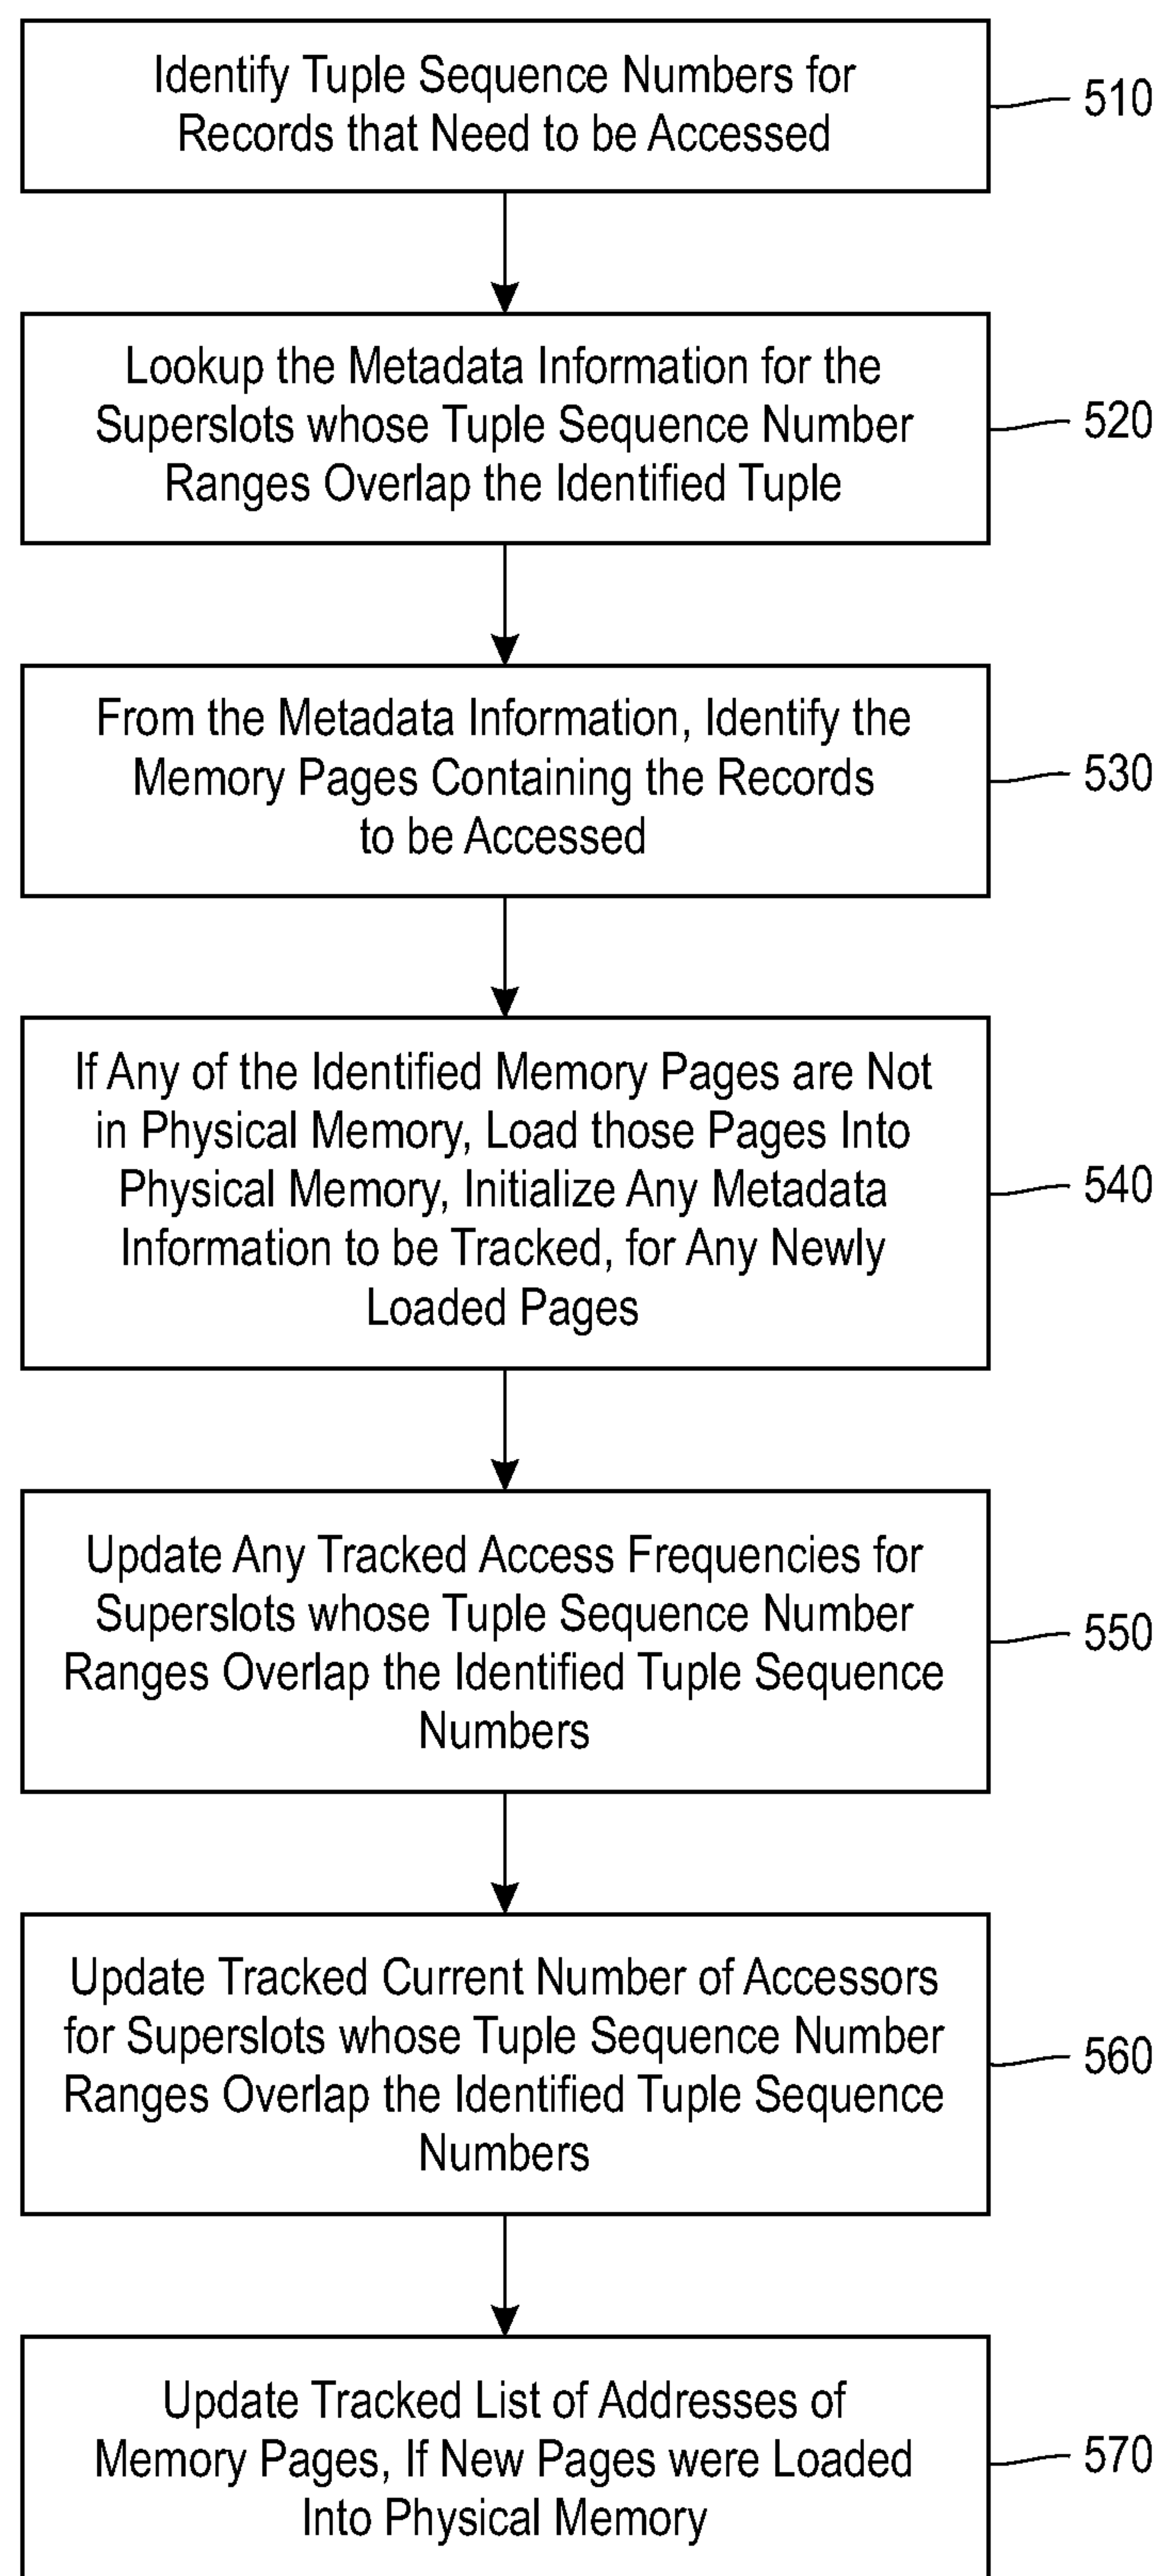 Identify Tuple Sequence Numbers for
Records that Need to be Accessed
510
Lookup the Metadata Information for the
Superslots whose Tuple Sequence Number
Ranges Overlap the Identified Tuple
520
From the Metadata Information, Identify the
Memory Pages Containing the Records
to be Accessed
530
If Any of the Identified Memory Pages are Not
in Physical Memory, Load those Pages Into
Physical Memory, Initialize Any Metadata
Information to be Tracked, for Any Newly
Loaded Pages
540
Update Any Tracked Access Frequencies for
Superslots whose Tuple Sequence Number
Ranges Overlap the Identified Tuple Sequence
Numbers
550
Update Tracked Current Number of Accessors
for Superslots whose Tuple Sequence Number
Ranges Overlap the Identified Tuple Sequence
Numbers
560
Update Tracked List of Addresses of
Memory Pages, If New Pages were Loaded
Into Physical Memory
570